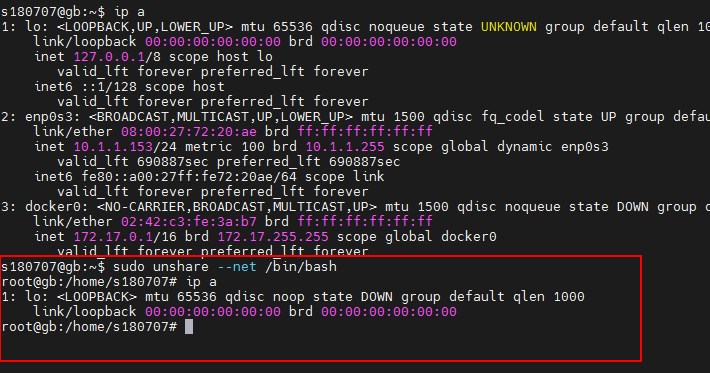 s180707@gb:~$ ip a
1: lo: <LOOPBACK,UP,LOWER_UP> mtu 65536 qdisc noqueue state UNKNOWN group default qlen 10
link/loopback 00:00:00:00:00:00 brd 00:00:00:00:00:00
inet 127.0.0.1/8 scope host lo
valid_lft forever preferred_lft forever
inet6 ::1/128 scope host
valid_lft forever preferred_lft forever
2: enp0s3: <BROADCAST,MULTICAST,UP,LOWER_UP> mtu 1500 qdisc fq_codel state UP group defau
link/ether 08:00:27:72:20:ae brd ff:ff:ff:ff:ff:ff
inet 10.1.1.153/24 metric 100 brd 10.1.1.255 scope global dynamic enp0s3
valid_lft 690887sec preferred_lft 690887sec
inet6 fe80::a00:27ff:fe72:20ae/64 scope link
valid_lft forever preferred_lft forever
3: docker0: <NO-CARRIER,BROADCAST,MULTICAST,UP> mtu 1500 qdisc noqueue state DOWN group d
link/ether 02:42:c3:fe:3a:b7 brd ff:ff:ff:ff:ff:ff
inet 172.17.0.1/16 brd 172.17.255.255 scope global docker0
valid_lft forever preferred_lft forever
s180707@gb:~$ sudo unshare --net /bin/bash
root@gb:/home/s180707# ip a
1: lo: <LOOPBACK> mtu 65536 qdisc noop state DOWN group default qlen 1000
link/loopback 00:00:00:00:00:00 brd 00:00:00:00:00:00
root@gb:/home/s180707#